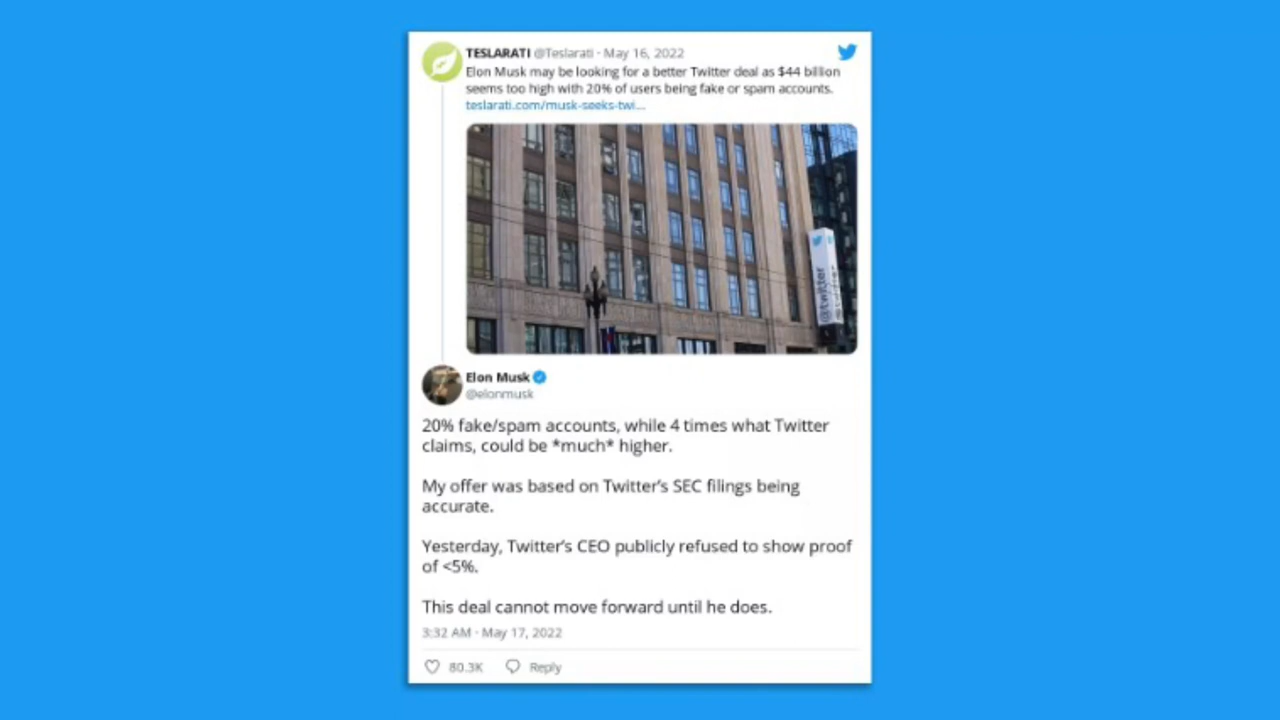 TESLARATI @Teslarati · May 16, 2022
Elon Musk may be looking for a better Twitter deal as $44 billion
seems too high with 20% of users being fake or spam accounts.
teslarati.com/musk-seeks-twi...
@twitter
Elon Musk
@elonmusk
20% fake/spam accounts, while 4 times what Twitter
claims, could be *much* higher.
My offer was based on Twitter's SEC filings being
accurate.
Yesterday, Twitter's CEO publicly refused to show proof
of <5%.
This deal cannot move forward until he does.
3:32 AM · May 17, 2022
80.3K Reply